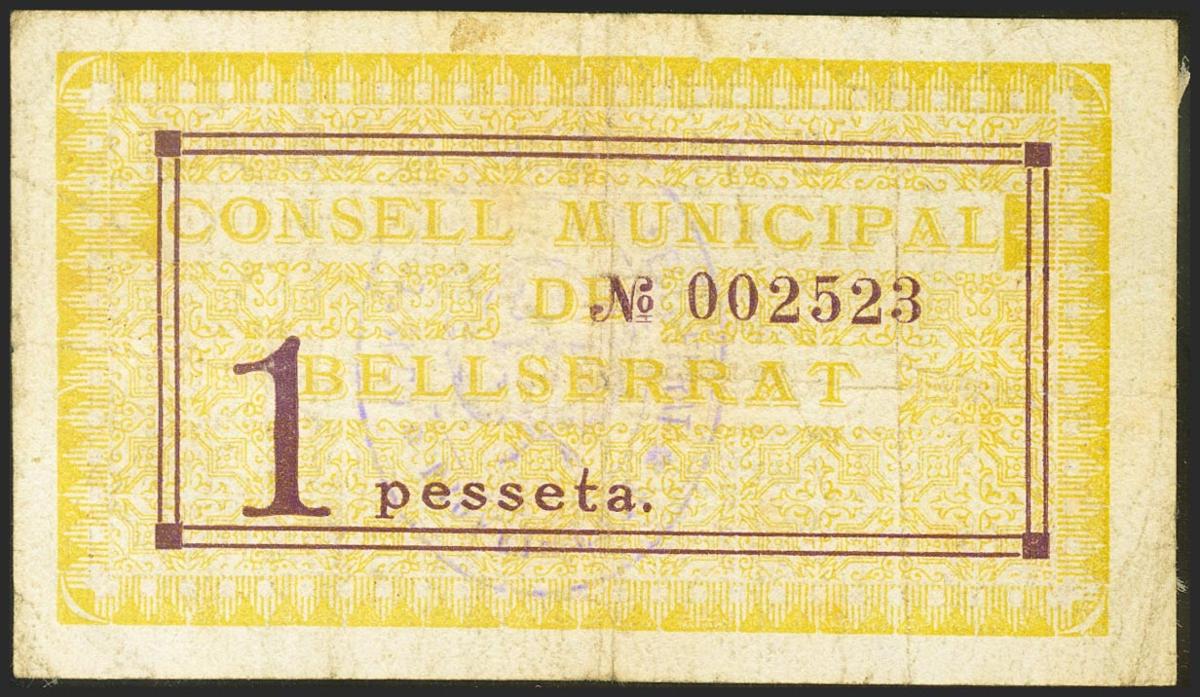 CONSELL MUNICIPAL
DE
№ 002523
BELLSERRAT
1 pesseta.